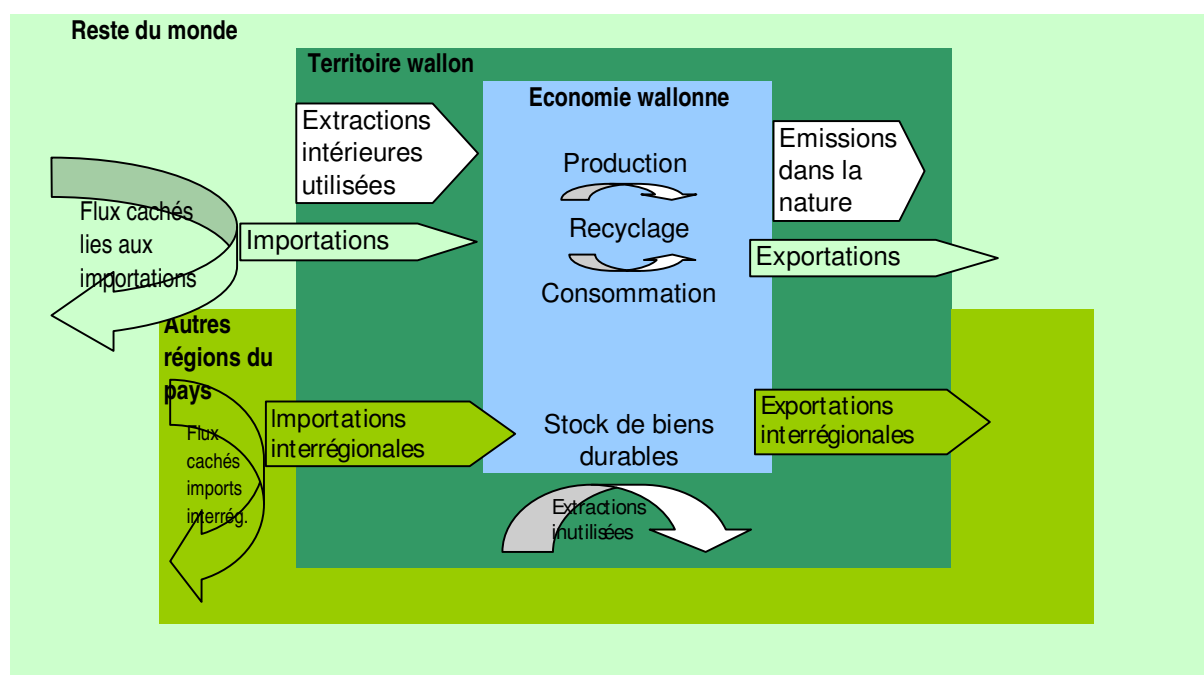 Reste du monde
Territoire wallon
Economie wallonne
Extractions
intérieures
utilisées
Production
Recyclage
Consommation
Emissions
dans la
nature
Flux cachés
lies aux
importations
Importations
Exportations
Autres
régions du
pays
Flux
cachés
imports
interrég.
Importations
interrégionales
Stock de biens
durables
Exportations
interrégionales
Extractions
inutilisées